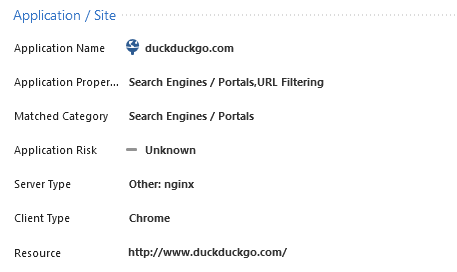 Application / Site
Application Name duckduckgo.com
Application Proper... Search Engines / Portals,URL Filtering
Matched Category Search Engines / Portals
Application Risk Unknown
Server Type Other: nginx
Client Type Chrome
Resource http://www.duckduckgo.com/